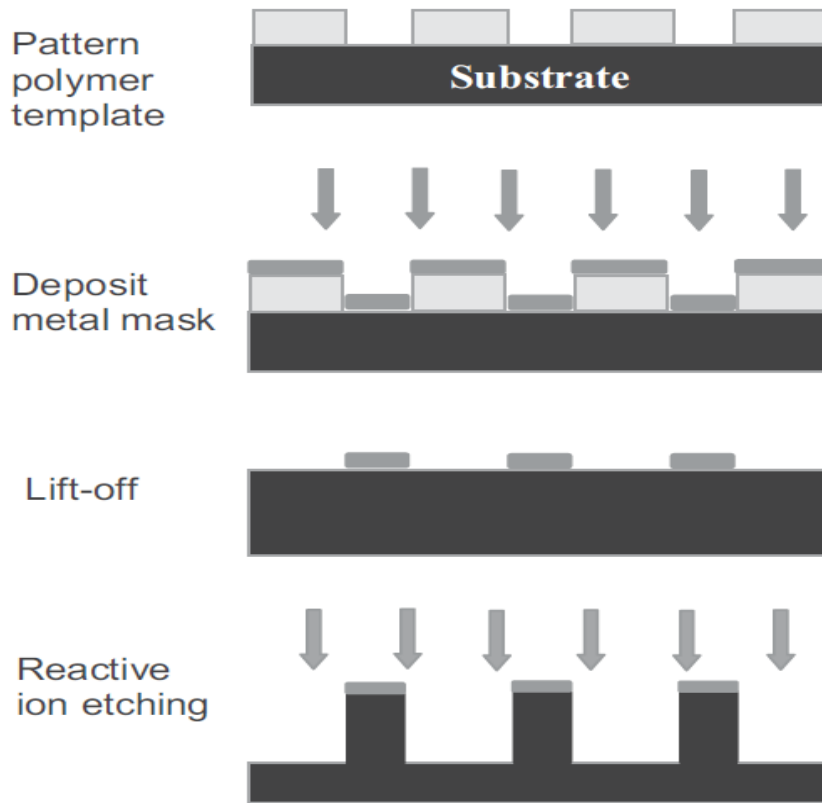 Pattern
polymer
template
Substrate
Deposit
metal mask
Lift-off
Reactive
ion etching